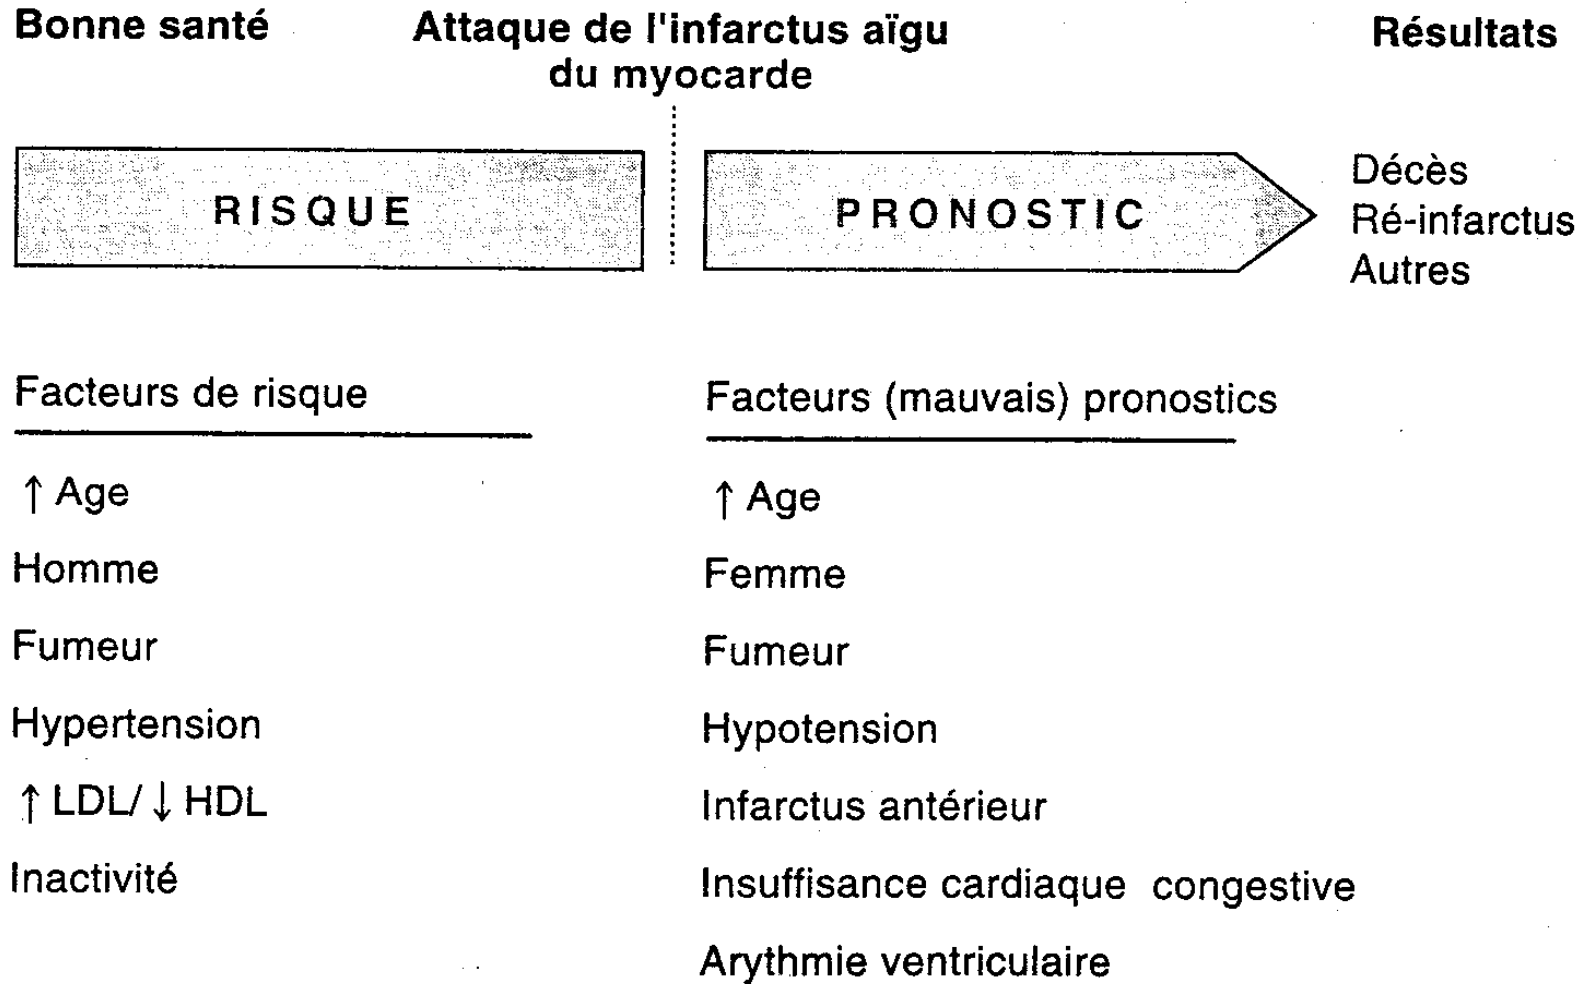 Bonne santé
Attaque de l'infarctus aïgu
du myocarde
Résultats
RISQUE
PRONOSTIC
Décès
Ré-infarctus
Autres
Facteurs de risque
↑ Age
Homme
Fumeur
Hypertension
↑ LDL/↓ HDL
Inactivité
Facteurs (mauvais) pronostics
↑ Age
Femme
Fumeur
Hypotension
Infarctus antérieur
Insuffisance cardiaque congestive
Arythmie ventriculaire